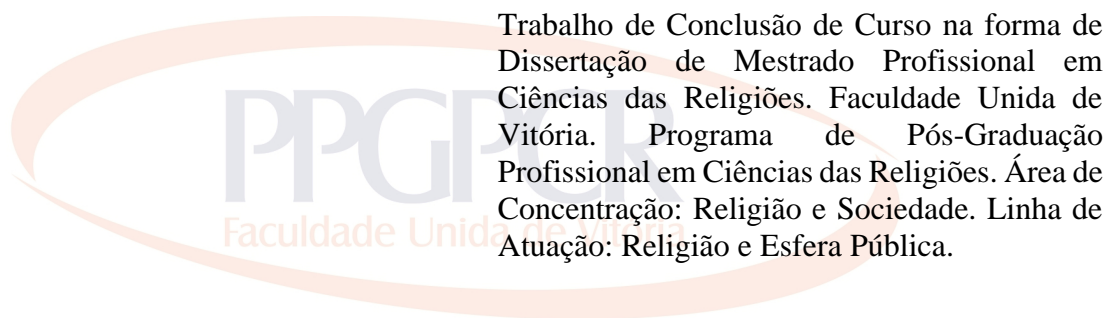 Trabalho de Conclusão de Curso na forma de
Dissertação de Mestrado Profissional em
Ciências das Religiões. Faculdade Unida de
Vitória. Programa de Pós-Graduação
Profissional em Ciências das Religiões. Área de
Concentração: Religião e Sociedade. Linha de
Atuação: Religião e Esfera Pública.
PPGPCR
Faculdade Unida de Vitória